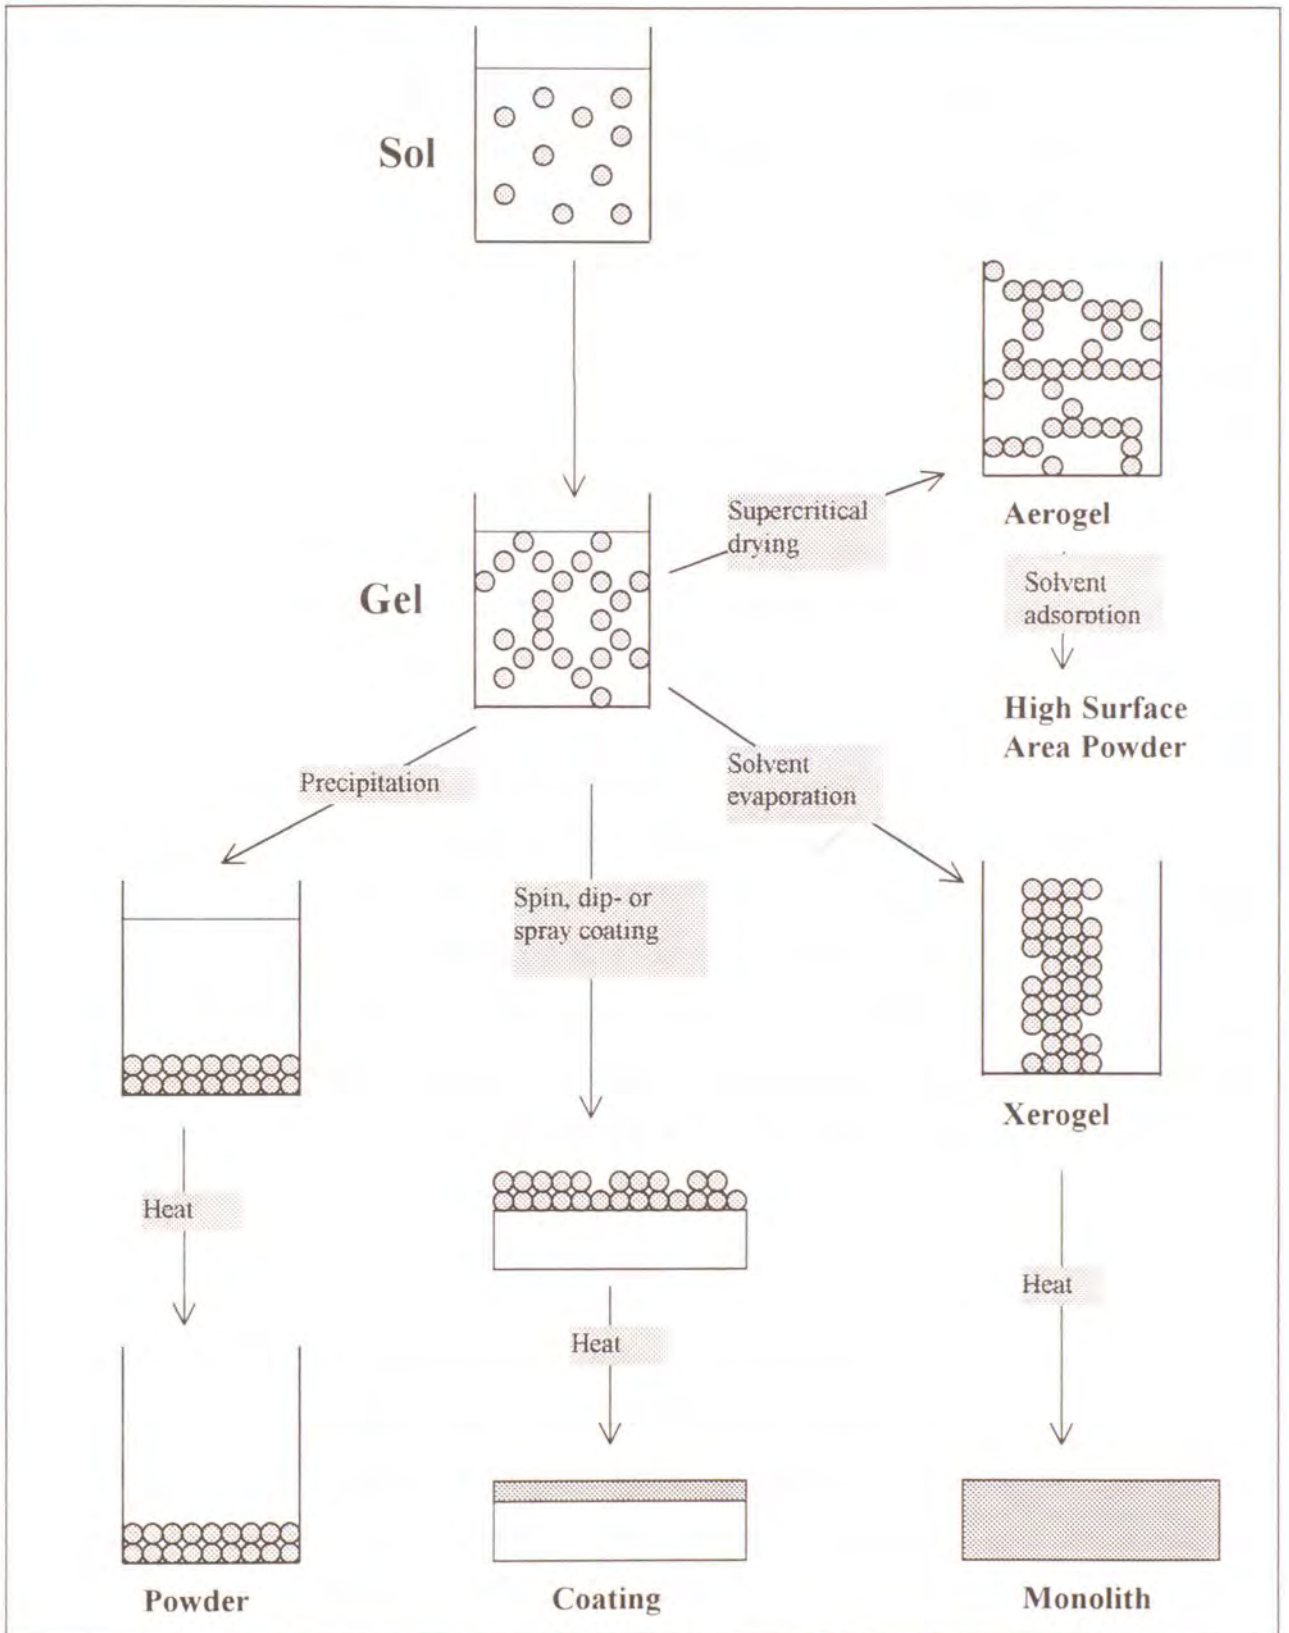 Sol
Gel
Supercritical
drying
Aerogel
Solvent
adsorption
High Surface
Area Powder
Precipitation
Solvent
evaporation
Spin, dip- or
spray coating
Xerogel
Heat
Heat
Heat
Powder
Coating
Monolith